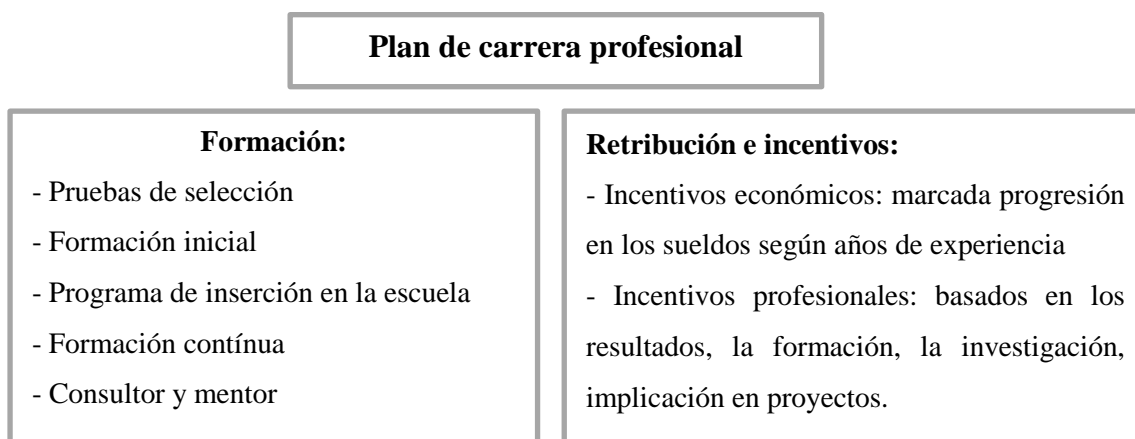 Plan de carrera profesional
Formación:
- Pruebas de selección
- Formación inicial
- Programa de inserción en la escuela
- Formación contínua
- Consultor y mentor
Retribución e incentivos:
- Incentivos económicos: marcada progresión
en los sueldos según años de experiencia
- Incentivos profesionales: basados en los
resultados, la formación, la investigación,
implicación en proyectos.